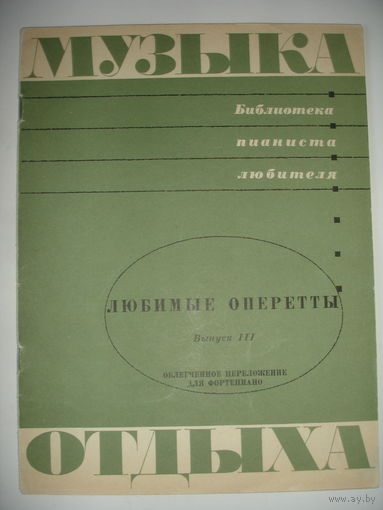 МУЗЫКА
Библиотека
пианиста
любителя
ЛЮБИМЫЕ ОПЕРЕТТЫ
Выпуск III
ОБЛЕГЧЕННОЕ ПЕРЕЛОЖЕНИЕ
ДЛЯ ФОРТЕПИАНО
ОТДЫХА
www.ay.by